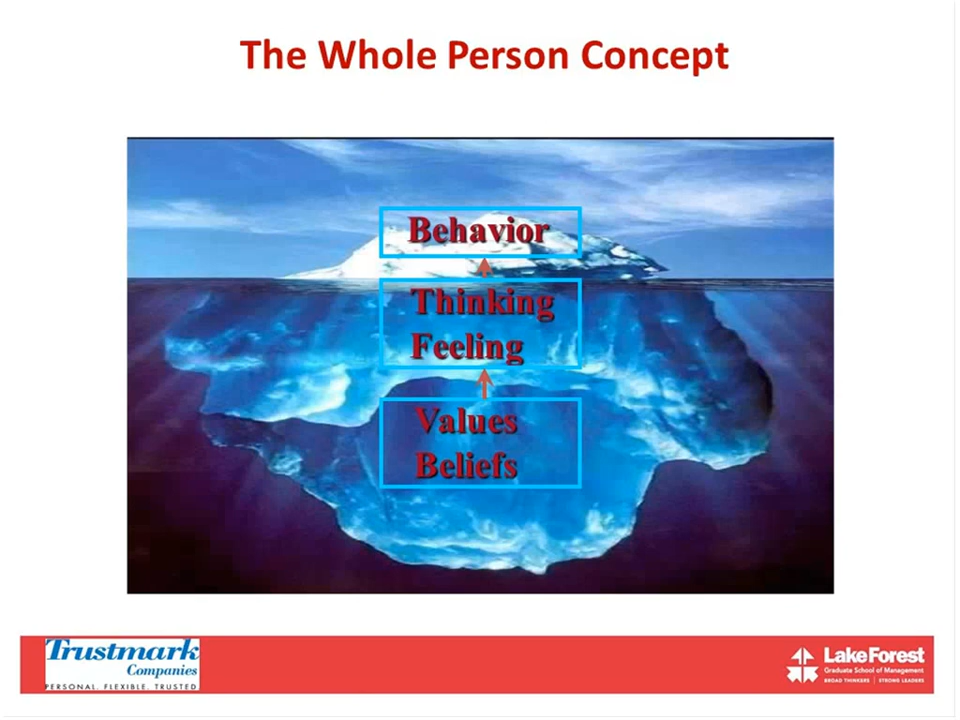 The Whole Person Concept
Behavior
Thinking
Feeling
Values
Beliefs
Trustmark
Companies
PERSONAL. FLEXIBLE. TRUSTED
LakeForest
Graduate School of Management
BROAD THINKERS | STRONG LEADERS